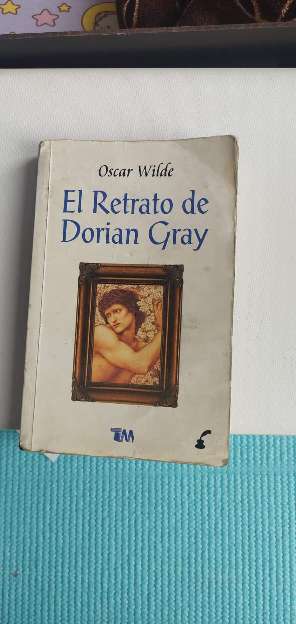 Oscar Wilde
El Retrato de
Dorian Gray
TM